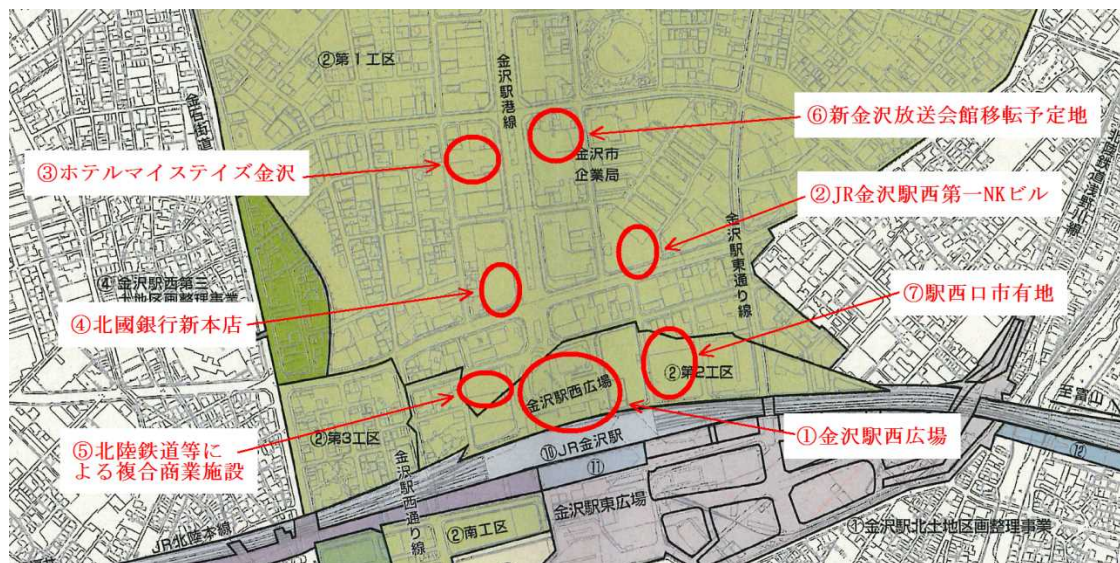 ②第1工区
金石街道
金沢駅港線
⑥新金沢放送会館移転予定地
金沢市
企業局
③ホテルマイステイズ金沢
②JR金沢駅西第一NKビル
金沢駅東通り線
北陸鉄道浅野川線
④金沢駅西第三
土地区画整理事業
④北國銀行新本店
⑦駅西口市有地
②第2工区
金沢駅西広場
至富山
②第3工区
⑤北陸鉄道等に
よる複合商業施設
①金沢駅西広場
⑩JR金沢駅
⑪
⑫
金沢駅西通り線
金沢駅東広場
JR北陸本線
②南工区
①金沢駅北土地区画整理事業